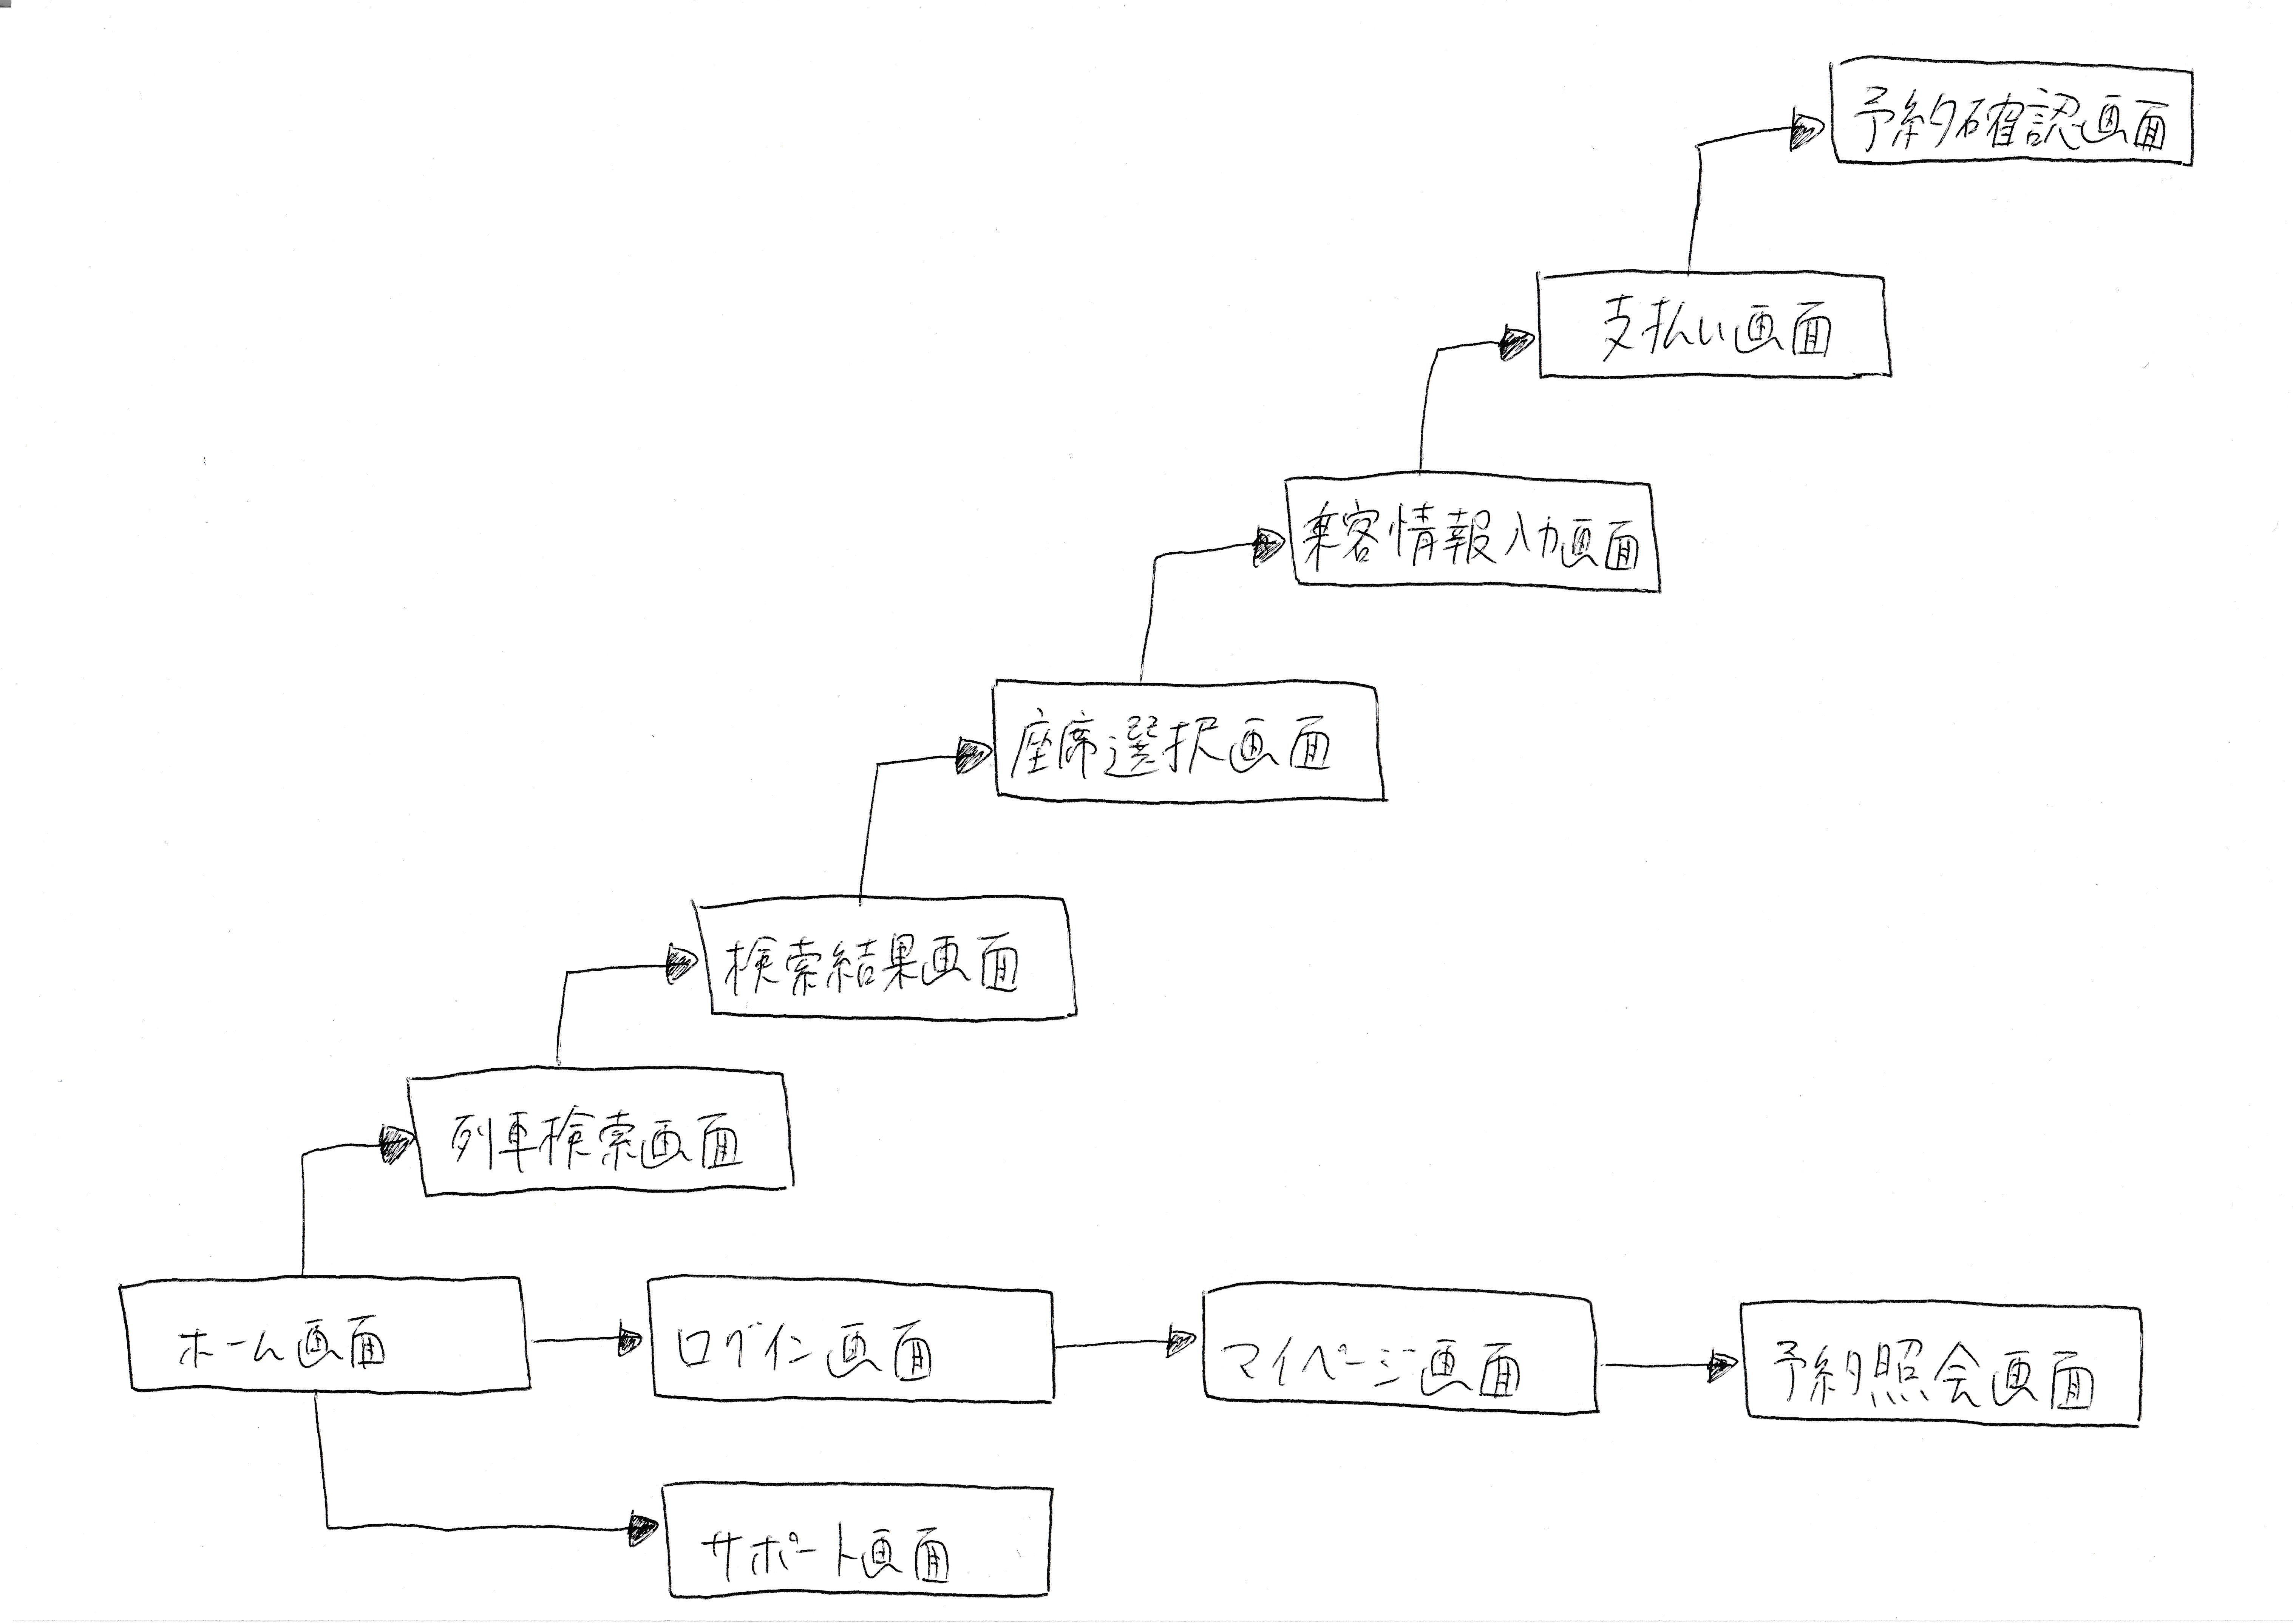 予約確認画面
支払い画面
乗客情報入力画面
座席選択画面
検索結果画面
列車検索画面
ホーム画面
ログイン画面
マイページ画面
予約照会画面
サポート画面